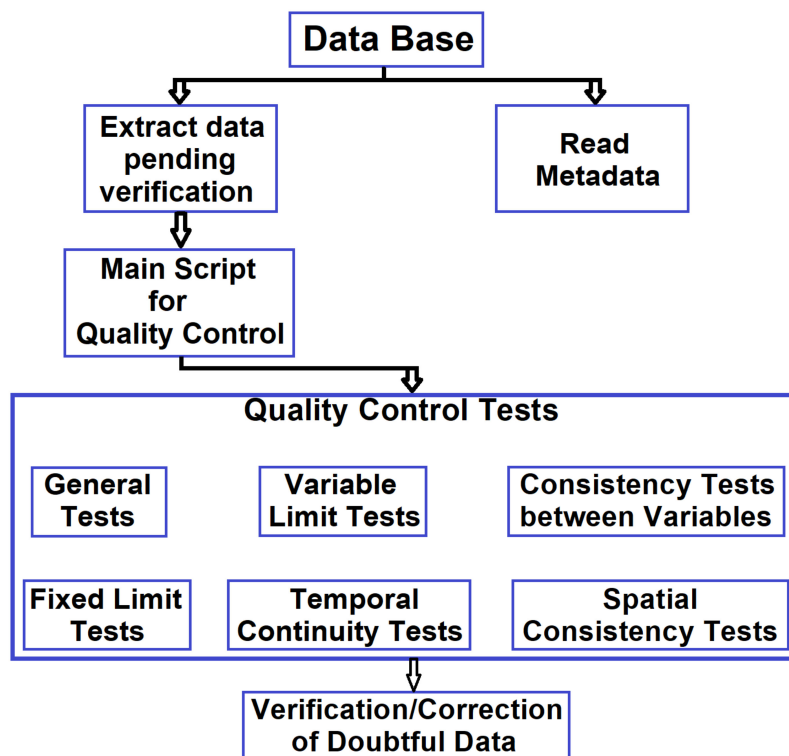 Data Base
Extract data
pending
verification
Read
Metadata
Main Script
for
Quality Control
Quality Control Tests
General
Tests
Variable
Limit Tests
Consistency Tests
between Variables
Fixed Limit
Tests
Temporal
Continuity Tests
Spatial
Consistency Tests
Verification/Correction
of Doubtful Data